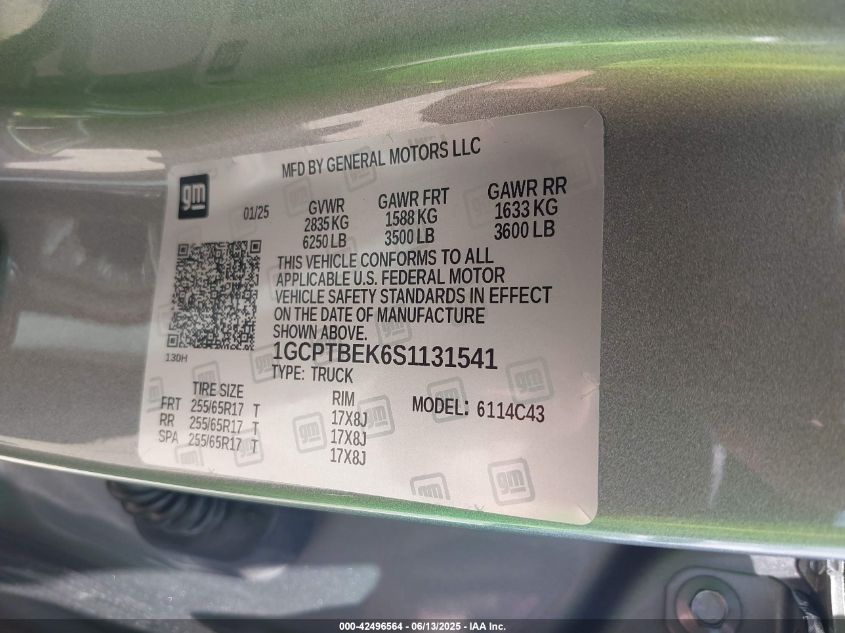 MFD BY GENERAL MOTORS LLC
gm
01/25
GVWR GAWR FRT GAWR RR
2835 KG 1588 KG 1633 KG
6250 LB 3500 LB 3600 LB
THIS VEHICLE CONFORMS TO ALL
APPLICABLE U.S. FEDERAL MOTOR
VEHICLE SAFETY STANDARDS IN EFFECT
ON THE DATE OF MANUFACTURE
SHOWN ABOVE.
130H
1GCPTBEK6S1131541
TYPE: TRUCK
TIRE SIZE RIM MODEL: 6114C43
FRT 255/65R17 T 17X8J
RR 255/65R17 T 17X8J
SPA 255/65R17 T 17X8J
gm
000-42496564 / 06/13/2025 / IAA Inc.